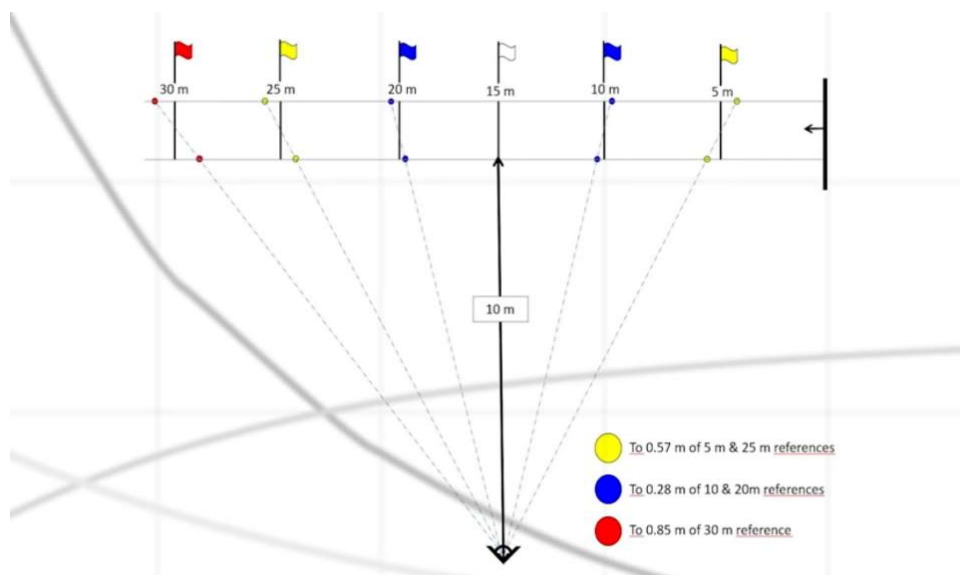 30 m 25 m 20 m 15 m 10 m 5 m
10 m
To 0.57 m of 5 m & 25 m references
To 0.28 m of 10 & 20m references
To 0.85 m of 30 m reference